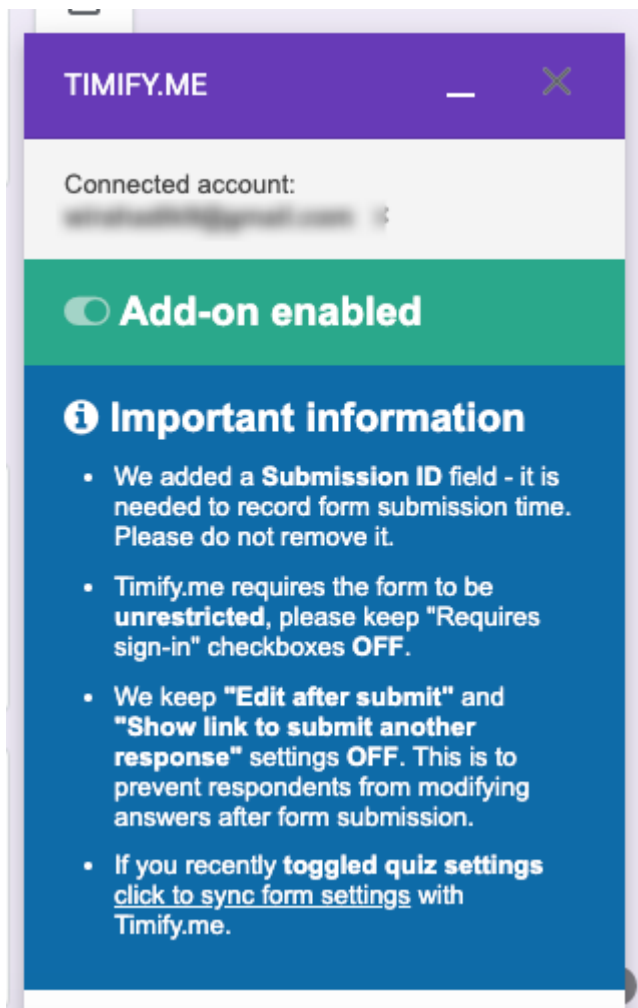 TIMIFY.ME
Connected account:
Add-on enabled
Important information
• We added a Submission ID field - it is
needed to record form submission time.
Please do not remove it.
• Timify.me requires the form to be
unrestricted, please keep "Requires
sign-in" checkboxes OFF.
• We keep "Edit after submit" and
"Show link to submit another
response" settings OFF. This is to
prevent respondents from modifying
answers after form submission.
• If you recently toggled quiz settings
click to sync form settings with
Timify.me.